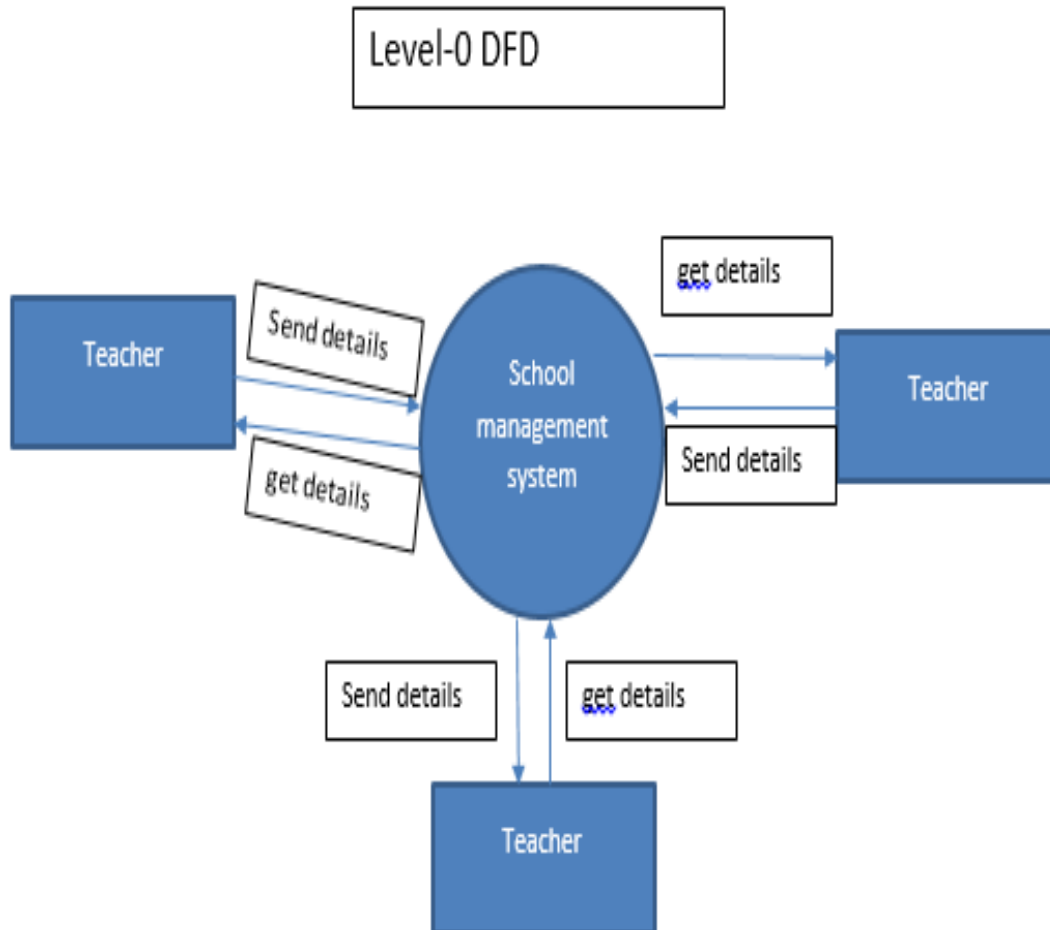 Level-0 DFD
get details
Send details
Teacher
School
management
system
Teacher
get details
Send details
Send details
get details
Teacher